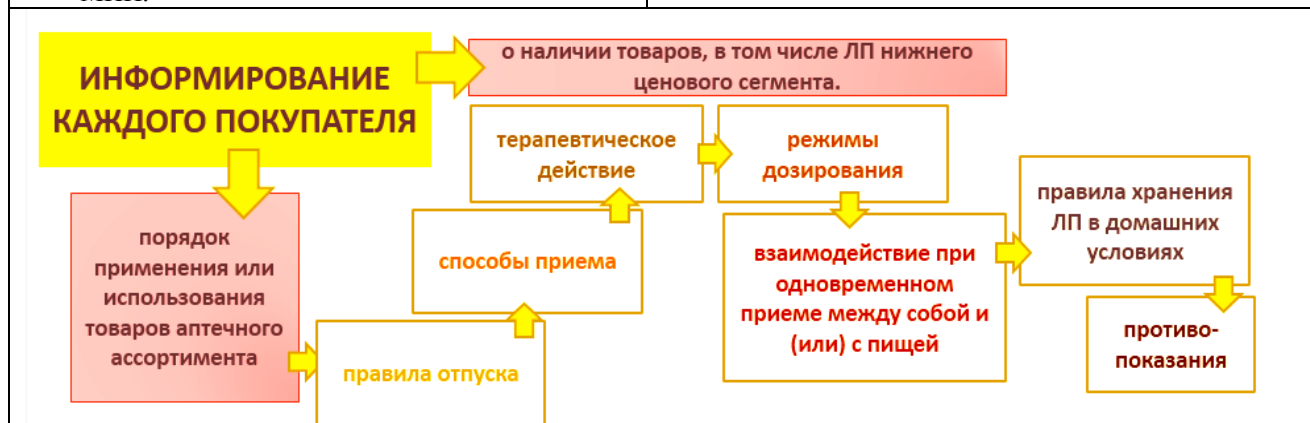 ИНФОРМИРОВАНИЕ
КАЖДОГО ПОКУПАТЕЛЯ
о наличии товаров, в том числе ЛП нижнего
ценового сегмента.
порядок
применения или
использования
товаров аптечного
ассортимента
правила отпуска
способы приема
терапевтическое
действие
режимы
дозирования
взаимодействие при
одновременном
приеме между собой и
(или) с пищей
правила хранения
ЛП в домашних
условиях
противо-
показания